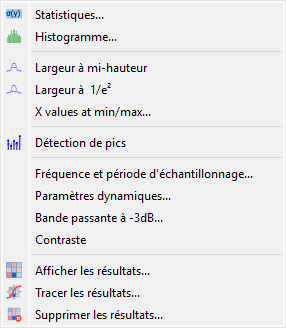 σ(y) Statistiques...
Histogramme...
Largeur à mi-hauteur
Largeur à 1/e²
X values at min/max...
Détection de pics
Fréquence et période d'échantillonnage...
Paramètres dynamiques...
Bande passante à -3dB...
Contraste
Afficher les résultats...
Tracer les résultats...
Supprimer les résultats...